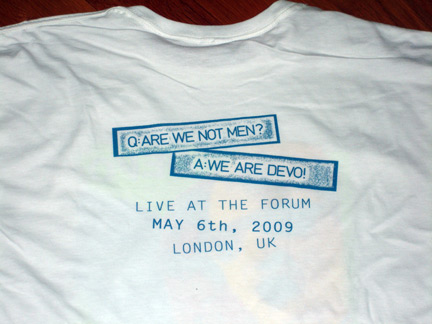 Q:ARE WE NOT MEN?
A:WE ARE DEVO!
LIVE AT THE FORUM
MAY 6th, 2009
LONDON, UK